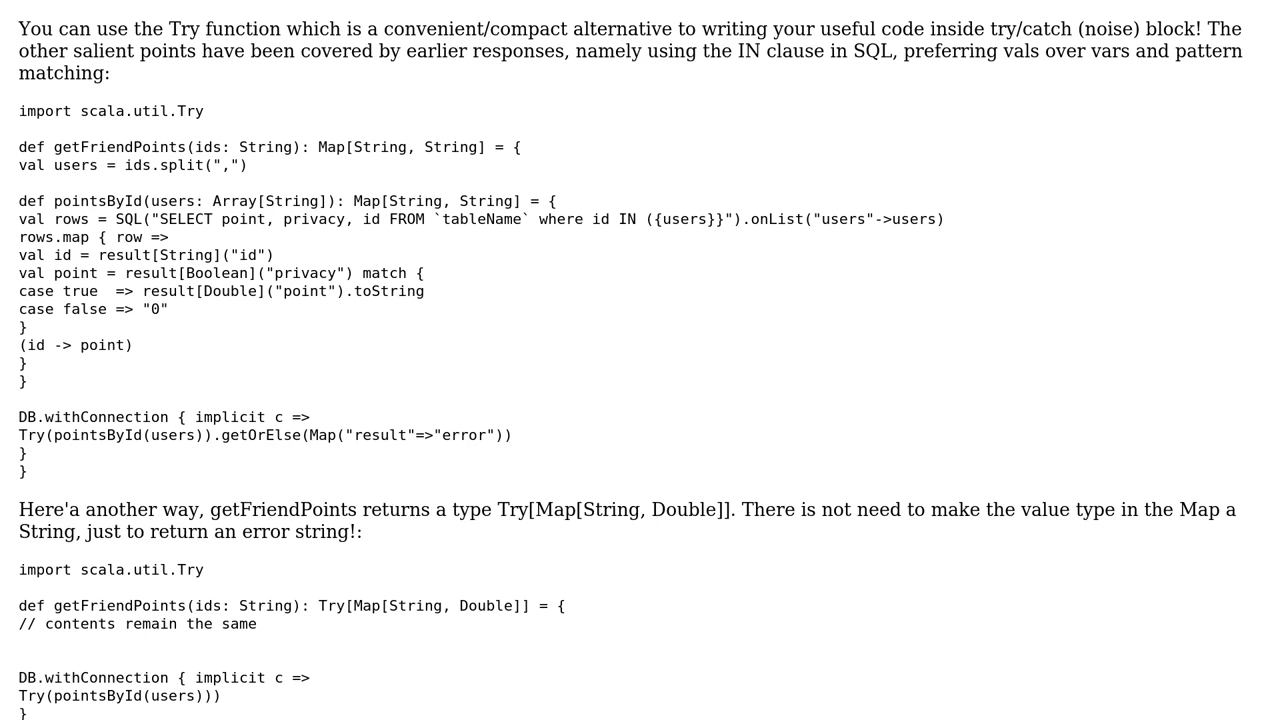 You can use the Try function which is a convenient/compact alternative to writing your useful code inside try/catch (noise) block! The
other salient points have been covered by earlier responses, namely using the IN clause in SQL, preferring vals over vars and pattern
matching:
import scala.util.Try
def getFriendPoints(ids: String): Map[String, String] = {
val users = ids.split(",")
def pointsById(users: Array[String]): Map[String, String] = {
val rows = SQL("SELECT point, privacy, id FROM `tableName` where id IN ({users}}").onList("users"->users)
rows.map { row =>
val id = result[String]("id")
val point = result[Boolean]("privacy") match {
case true  => result[Double]("point").toString
case false => "0"
}
(id -> point)
}
}
DB.withConnection { implicit c =>
Try(pointsById(users)).getOrElse(Map("result"=>"error"))
}
}
Here'a another way, getFriendPoints returns a type Try[Map[String, Double]]. There is not need to make the value type in the Map a
String, just to return an error string!:
import scala.util.Try
def getFriendPoints(ids: String): Try[Map[String, Double]] = {
// contents remain the same
DB.withConnection { implicit c =>
Try(pointsById(users)))
}